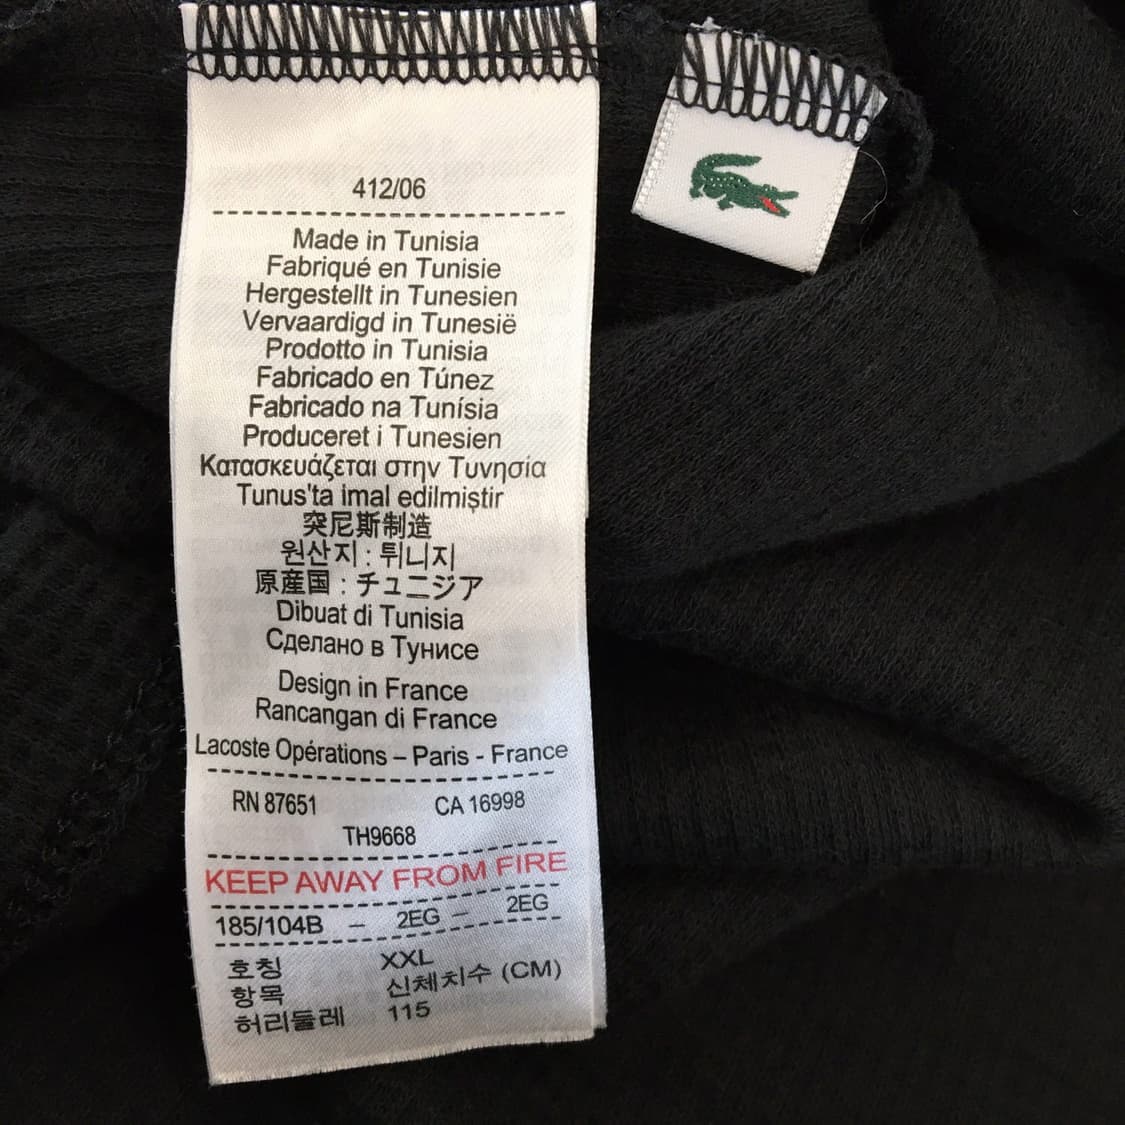 412/06
Made in Tunisia
Fabriqué en Tunisie
Hergestellt in Tunesien
Vervaardigd in Tunesië
Prodotto in Tunisia
Fabricado en Túnez
Fabricado na Tunísia
Produceret i Tunesien
Κατασκευάζεται στην Τυνησία
Tunus'ta imal edilmiştir
突尼斯制造
원산지 : 튀니지
原産国 : チュニジア
Dibuat di Tunisia
Сделано в Тунисе
Design in France
Rancangan di France
Lacoste Opérations – Paris - France
RN 87651 CA 16998
TH9668
KEEP AWAY FROM FIRE
185/104B – 2EG – 2EG
호칭 XXL
항목 신체치수 (CM)
허리둘레 115